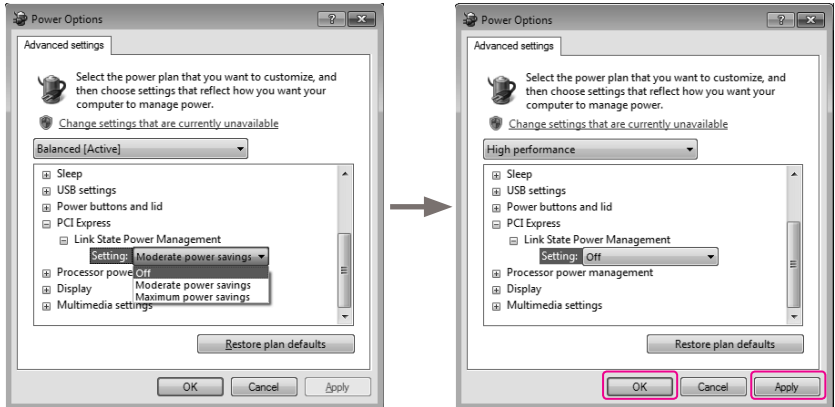 Power Options
Advanced settings
Select the power plan that you want to customize, and
then choose settings that reflect how you want your
computer to manage power.
Change settings that are currently unavailable
Balanced [Active]
Sleep
USB settings
Power buttons and lid
PCI Express
Link State Power Management
Setting: Moderate power savings
Processor powe
Off
Moderate power savings
Maximum power savings
Display
Multimedia settings
Restore plan defaults
OK Cancel Apply
Power Options
Advanced settings
Select the power plan that you want to customize, and
then choose settings that reflect how you want your
computer to manage power.
Change settings that are currently unavailable
High performance
Sleep
USB settings
Power buttons and lid
PCI Express
Link State Power Management
Setting: Off
Processor power management
Display
Multimedia settings
Restore plan defaults
OK Cancel Apply